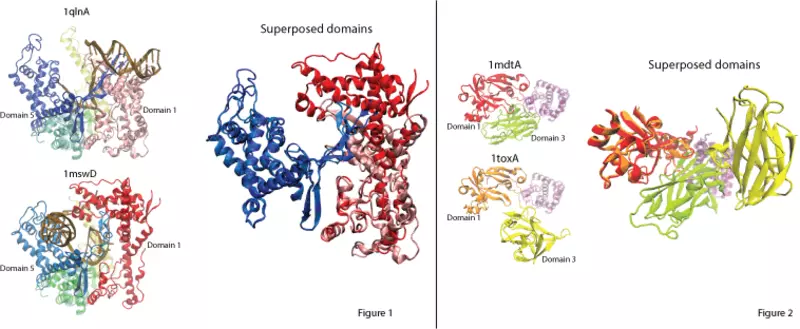 1qlnA
Domain 5
Domain 1
1mswD
Domain 5
Domain 1
Superposed domains
Figure 1
1mdtA
Domain 1
Domain 3
1toxA
Domain 1
Domain 3
Superposed domains
Figure 2